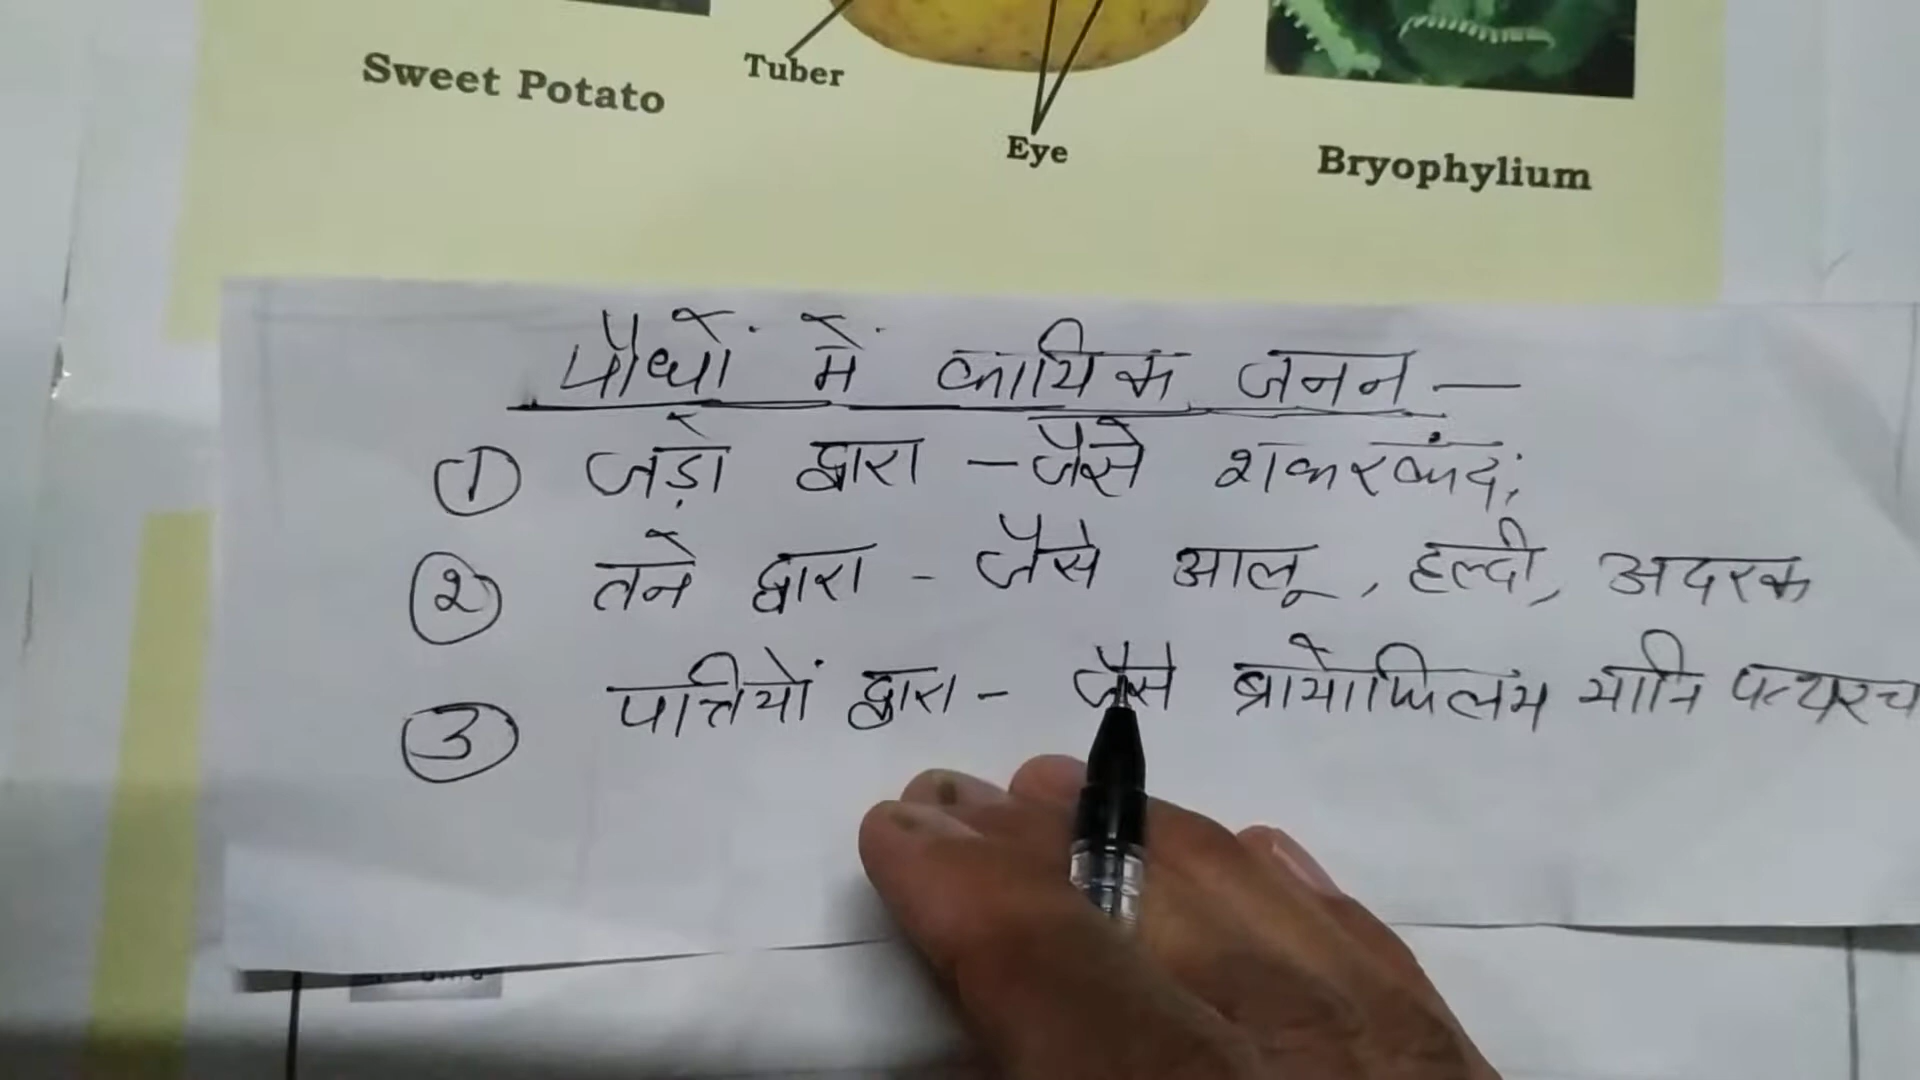 Sweet Potato
Tuber
Eye
Bryophylium
पौधों में कायिक जनन —
① जड़ो द्वारा - जैसे शकरकंद,
② तने द्वारा - जैसे आलू, हल्दी, अदरक
③ पत्तियों द्वारा - जैसे ब्रायोफिलम यानि पत्थरच